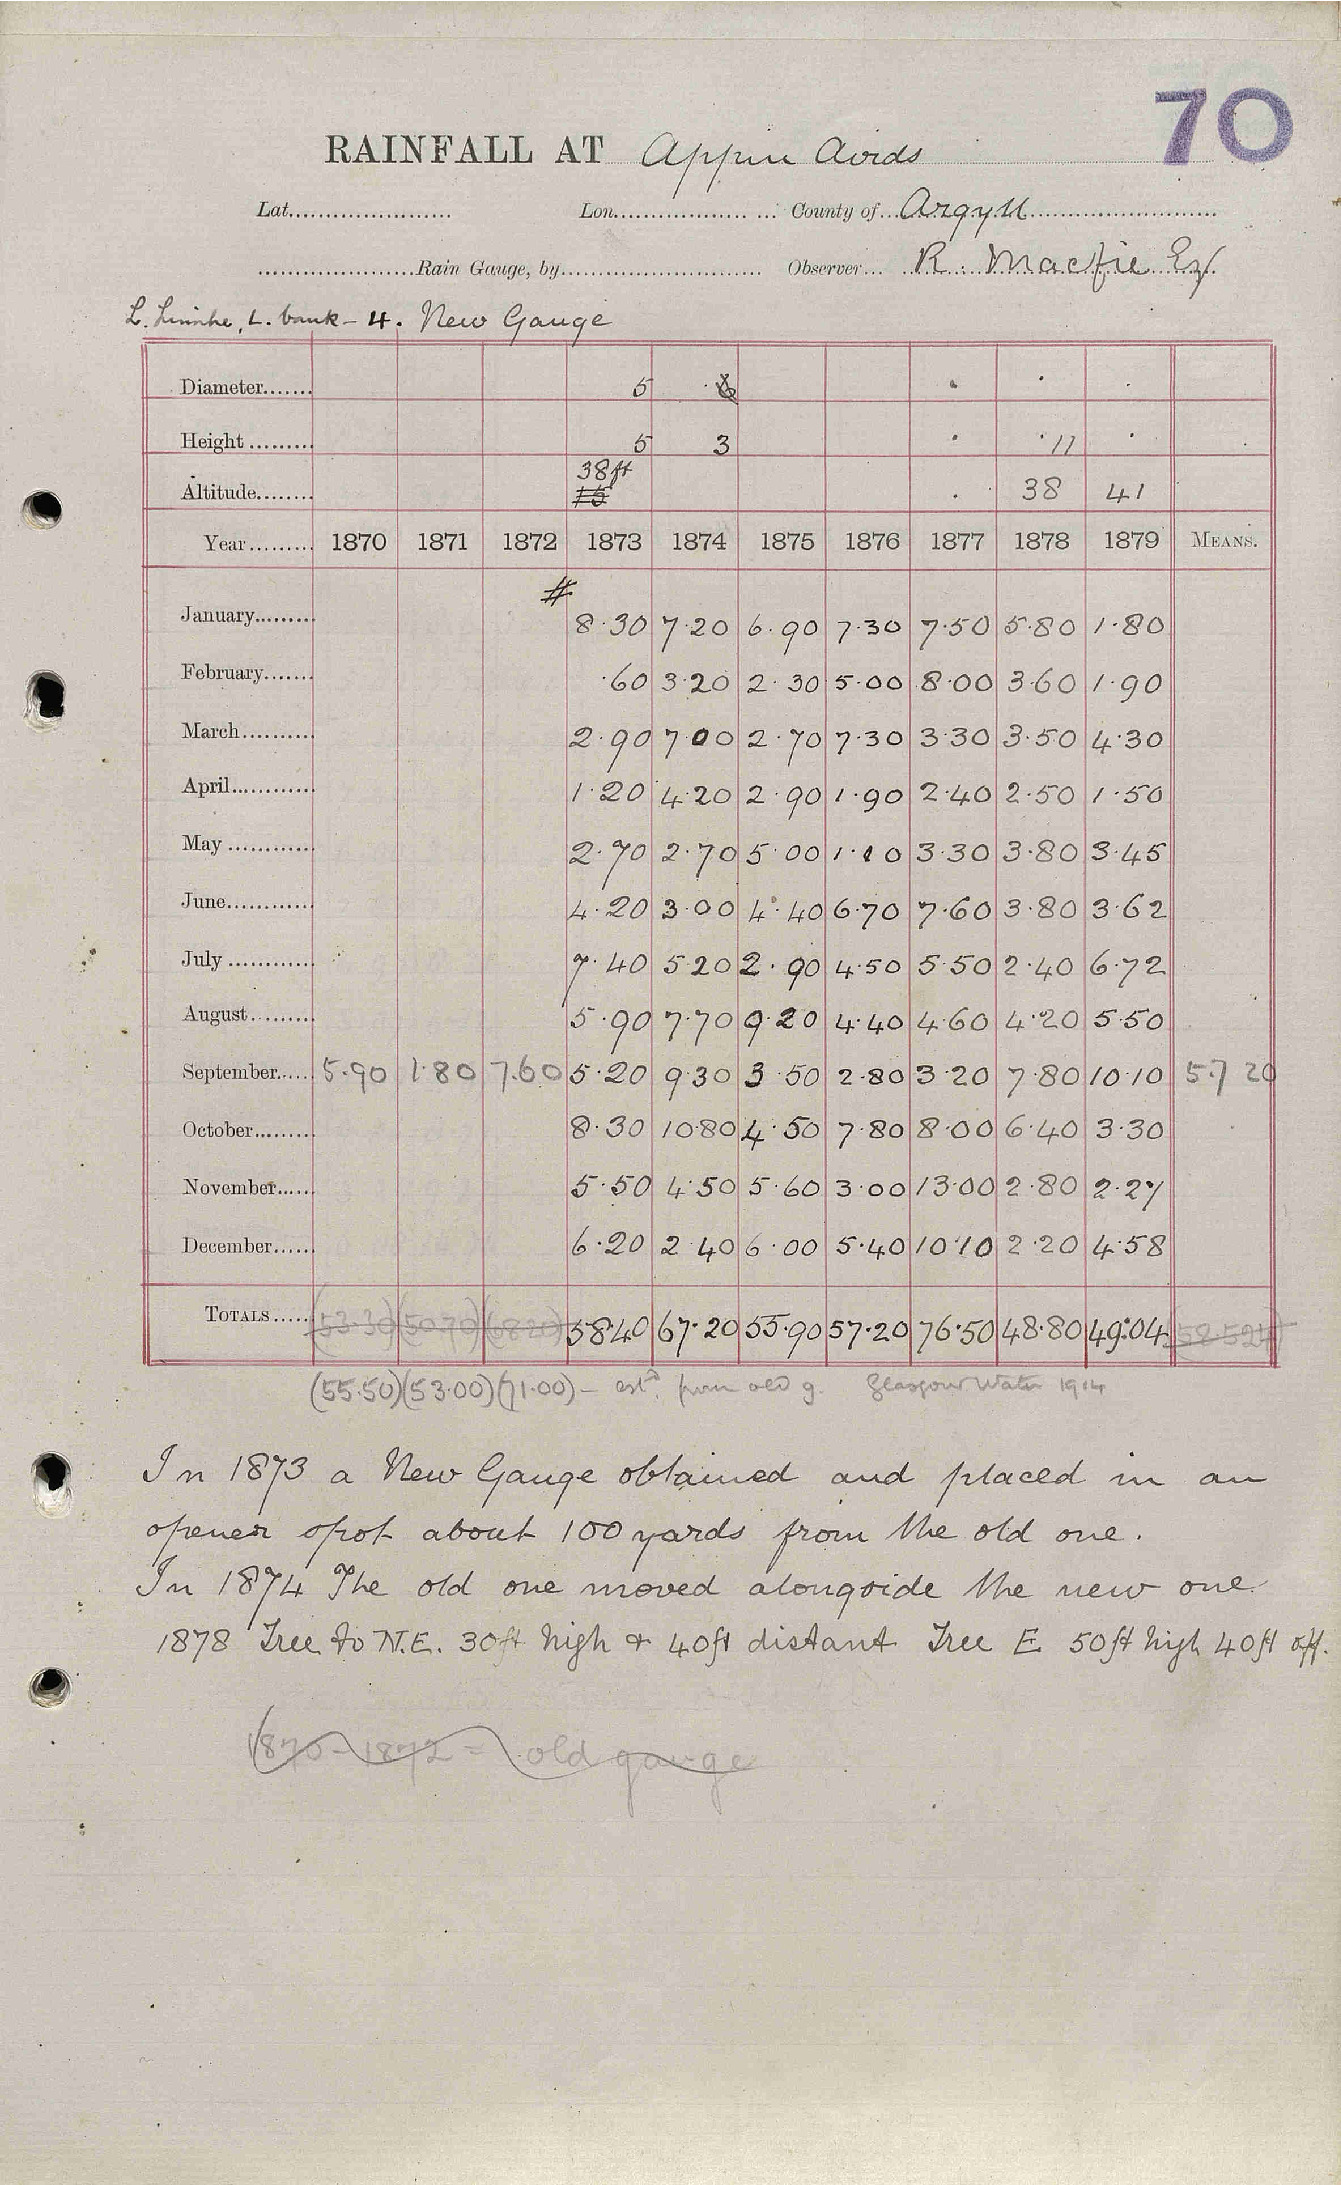 70
RAINFALL AT Appin Airds
Lat. Lon. County of Argyll
Rain Gauge, by Observer R. Macfie Esq
L. Linnhe, L. bank - 4. New Gauge
Diameter 5 6
Height 5 3 11
38ft
Altitude 15 38 41
Year 1870 1871 1872 1873 1874 1875 1876 1877 1878 1879 MEANS.
#
January 8.30 7.20 6.90 7.30 7.50 5.80 1.80
February .60 3.20 2.30 5.00 8.00 3.60 1.90
March 2.90 7.00 2.70 7.30 3.30 3.50 4.30
April 1.20 4.20 2.90 1.90 2.40 2.50 1.50
May 2.70 2.70 5.00 1.10 3.30 3.80 3.45
June 4.20 3.00 4.40 6.70 7.60 3.80 3.62
July 7.40 5.20 2.90 4.50 5.50 2.40 6.72
August 5.90 7.70 9.20 4.40 4.60 4.20 5.50
September 5.90 1.80 7.60 5.20 9.30 3.50 2.80 3.20 7.80 10.10 5.7 20
October 8.30 10.80 4.50 7.80 8.00 6.40 3.30
November 5.50 4.50 5.60 3.00 13.00 2.80 2.27
December 6.20 2.40 6.00 5.40 10.10 2.20 4.58
TOTALS (53.30) (50.70) (68.20) 58.40 67.20 55.90 57.20 76.50 48.80 49.04 (58.524)
(55.50) (53.00) (71.00) - estd. from old g. Glasgow Water 1914
In 1873 a New Gauge obtained and placed in an
opener spot about 100 yards from the old one.
In 1874 The old one moved alongside the new one
1878 Tree to N.E. 30ft high & 40ft distant Tree E 50ft high 40ft off.
1870 - 1872 = old gauge